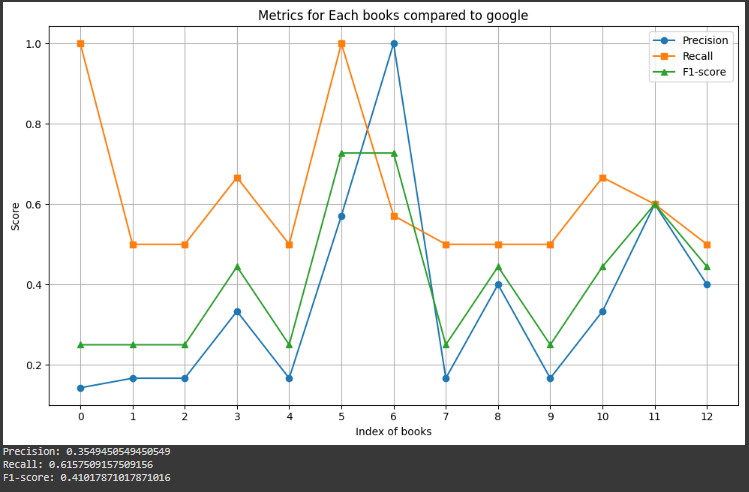 Metrics for Each books compared to google
Precision
Recall
F1-score
1.0
0.8
0.6
0.4
0.2
Score
0 1 2 3 4 5 6 7 8 9 10 11 12
Index of books
Precision: 0.3549450549450549
Recall: 0.6157509157509156
F1-score: 0.41017871017871016